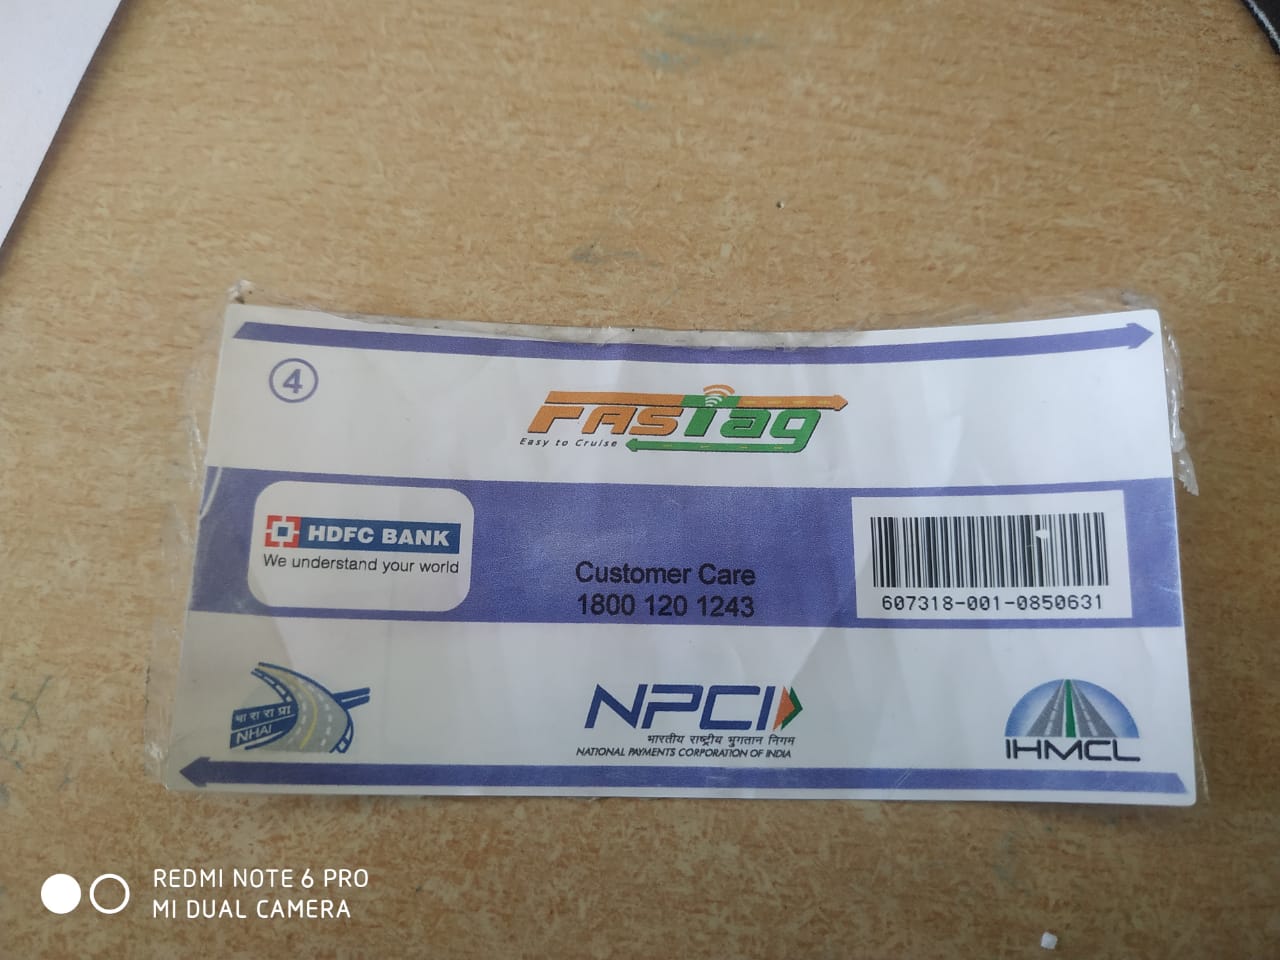 4
FASTag
Easy to Cruise
HDFC BANK
We understand your world
Customer Care
1800 120 1243
607318-001-0850631
भा रा रा प्रा
NHAI
NPCI
भारतीय राष्ट्रीय भुगतान निगम
NATIONAL PAYMENTS CORPORATION OF INDIA
IHMCL
REDMI NOTE 6 PRO
MI DUAL CAMERA